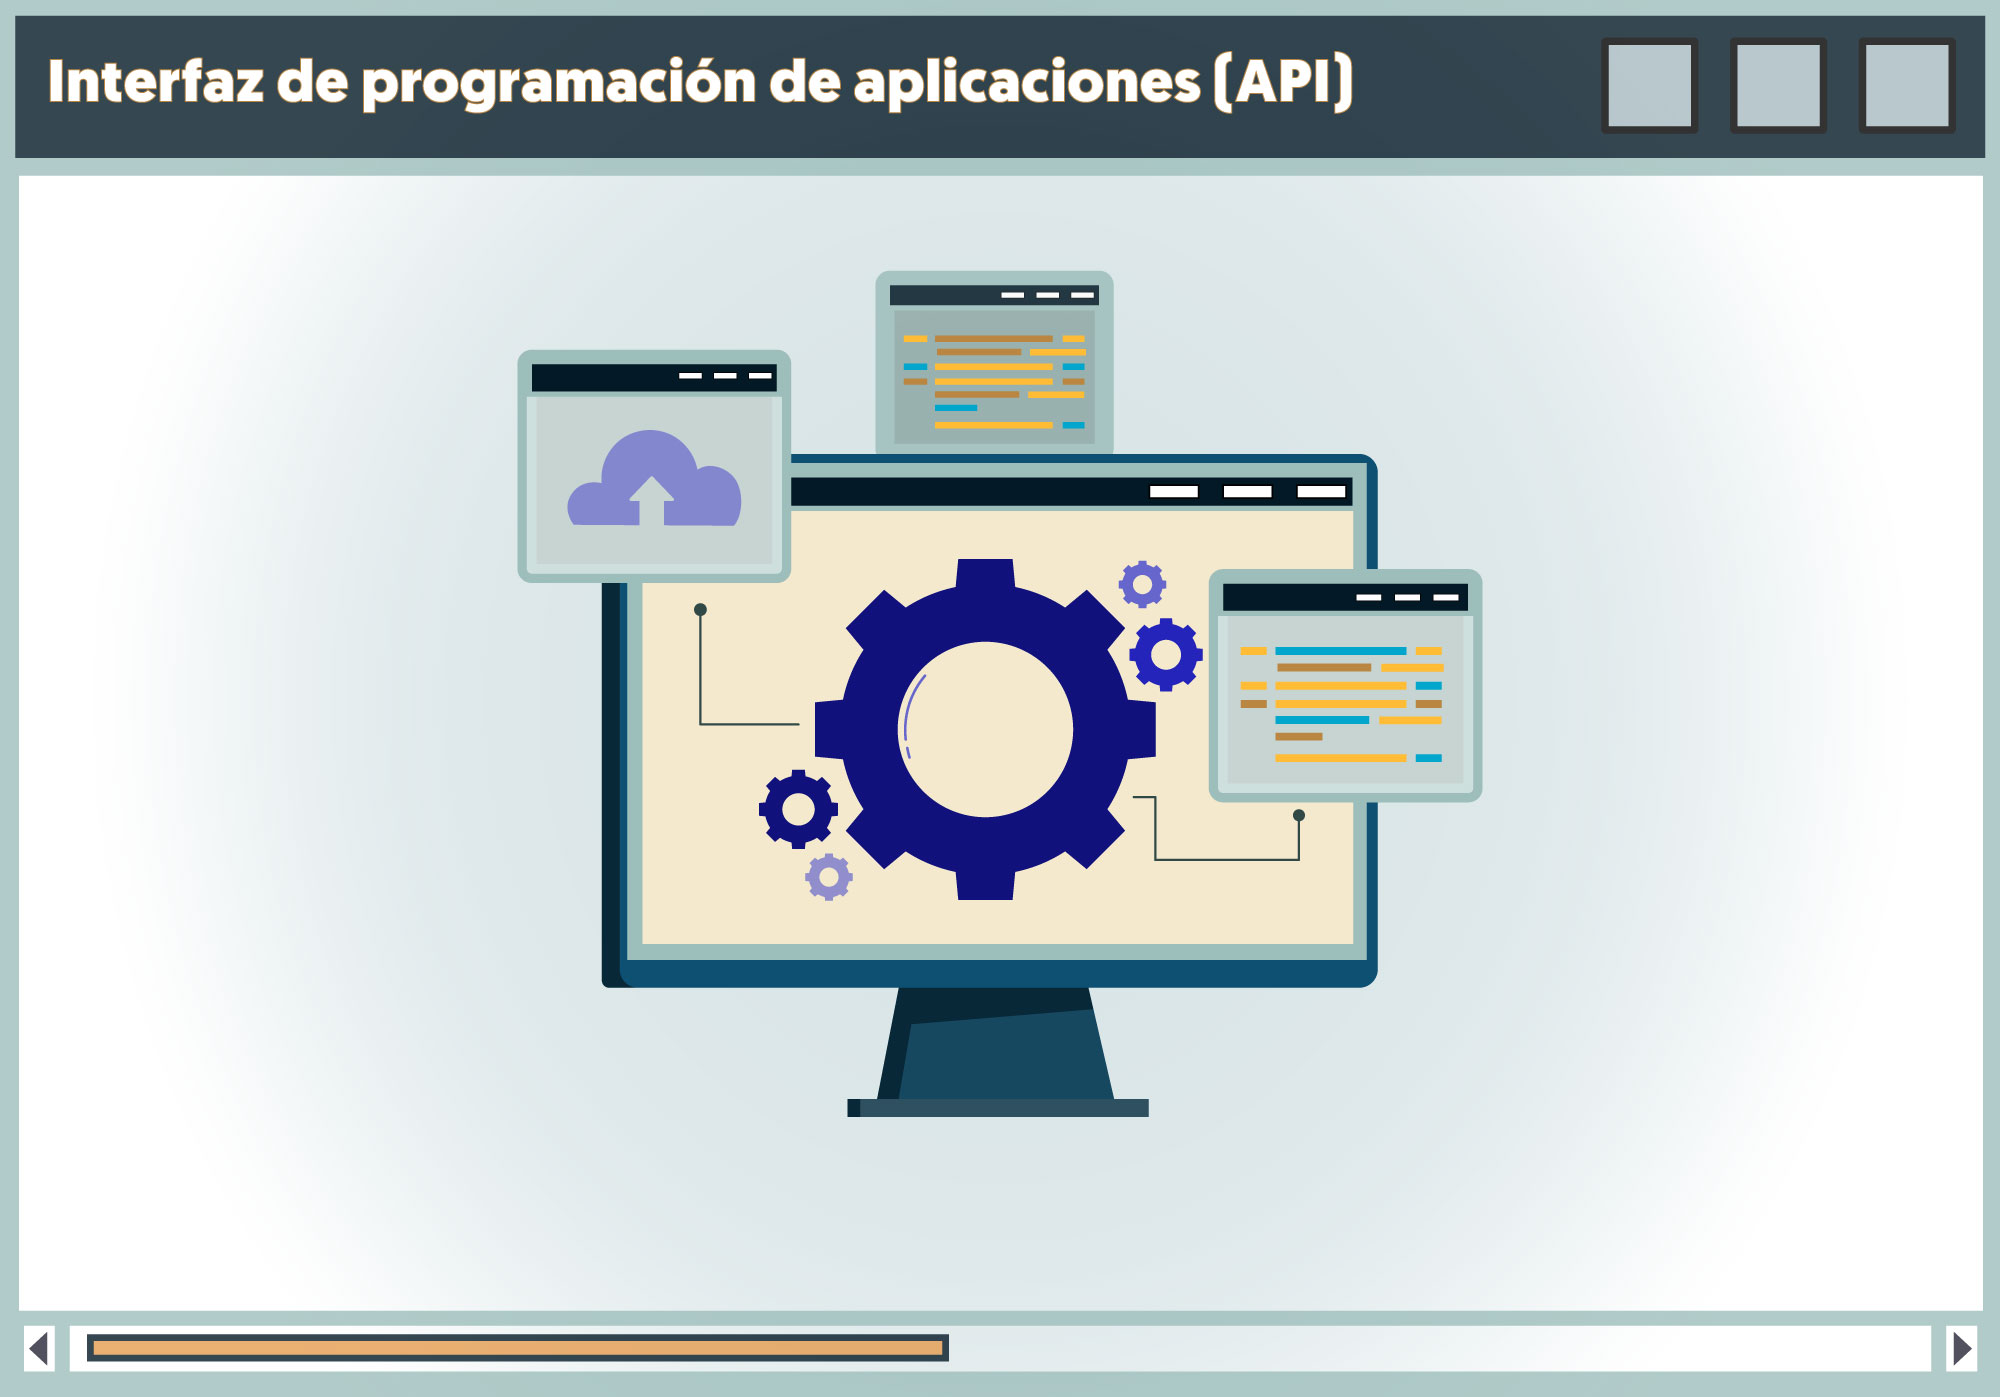 Interfaz de programación de aplicaciones (API)